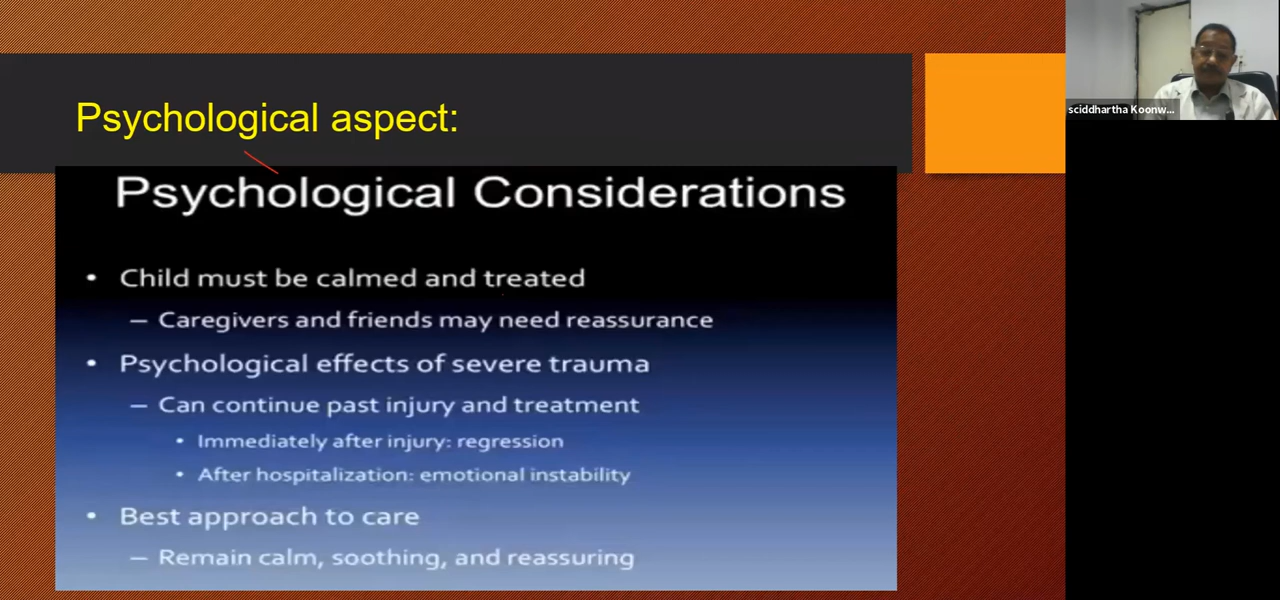 Psychological aspect:
sciddhartha Koonw...
Psychological Considerations
• Child must be calmed and treated
– Caregivers and friends may need reassurance
• Psychological effects of severe trauma
– Can continue past injury and treatment
• Immediately after injury: regression
• After hospitalization: emotional instability
• Best approach to care
– Remain calm, soothing, and reassuring